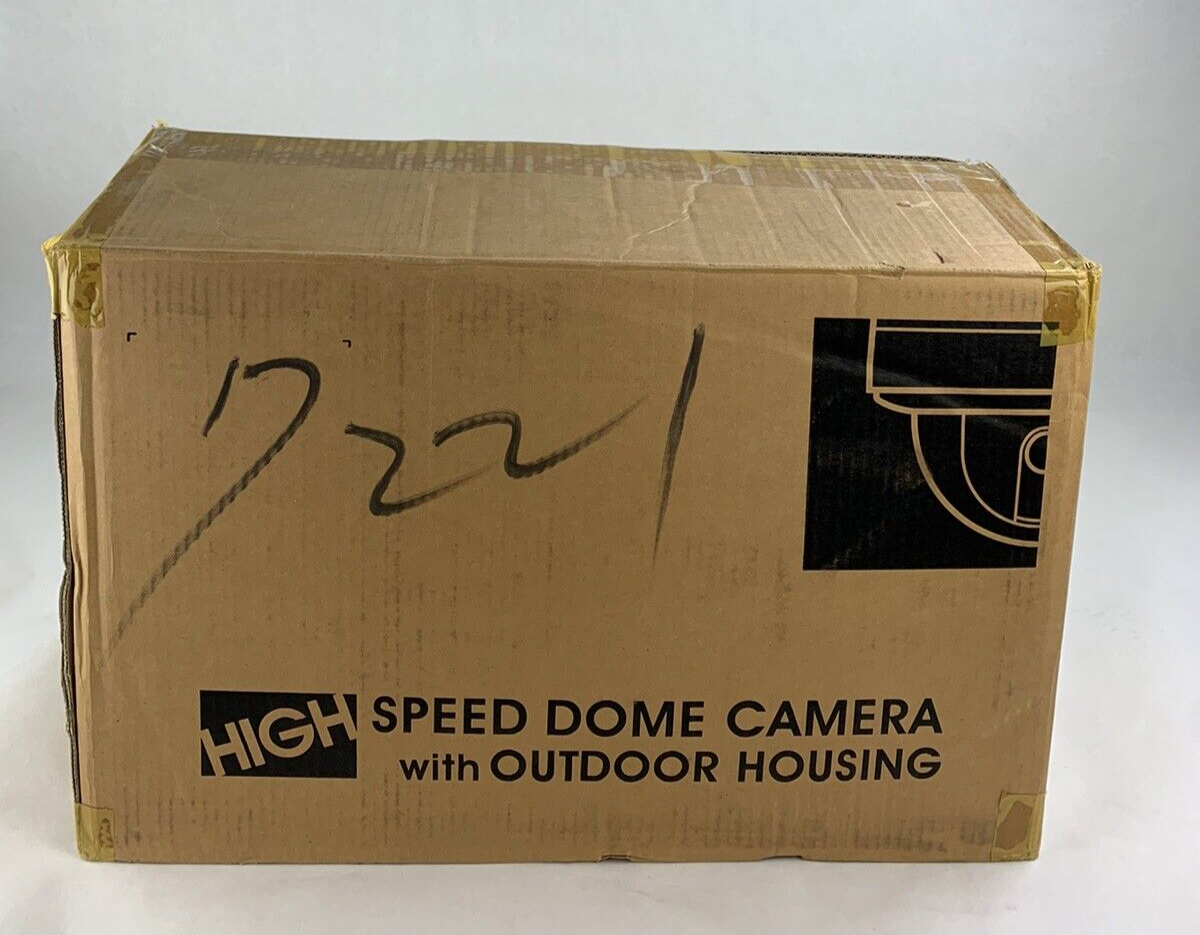 7221
HIGH SPEED DOME CAMERA
with OUTDOOR HOUSING